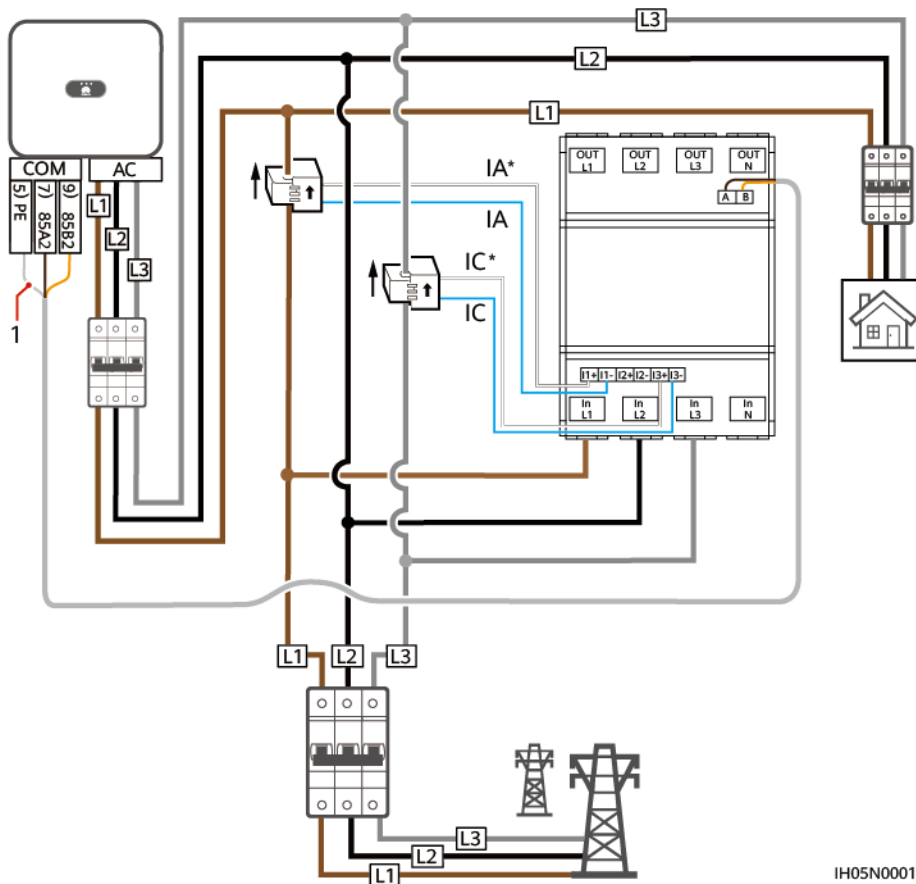 L3
L2
L1
COM
AC
5) PE
7) 85A2
9) 85B2
L1
L2
L3
1
IA*
IA
IC*
IC
OUT L1
OUT L2
OUT L3
OUT N
A B
I1+ I1- I2+ I2- I3+ I3-
In L1
In L2
In L3
In N
L1
L2
L3
L3
L2
L1
IH05N0001